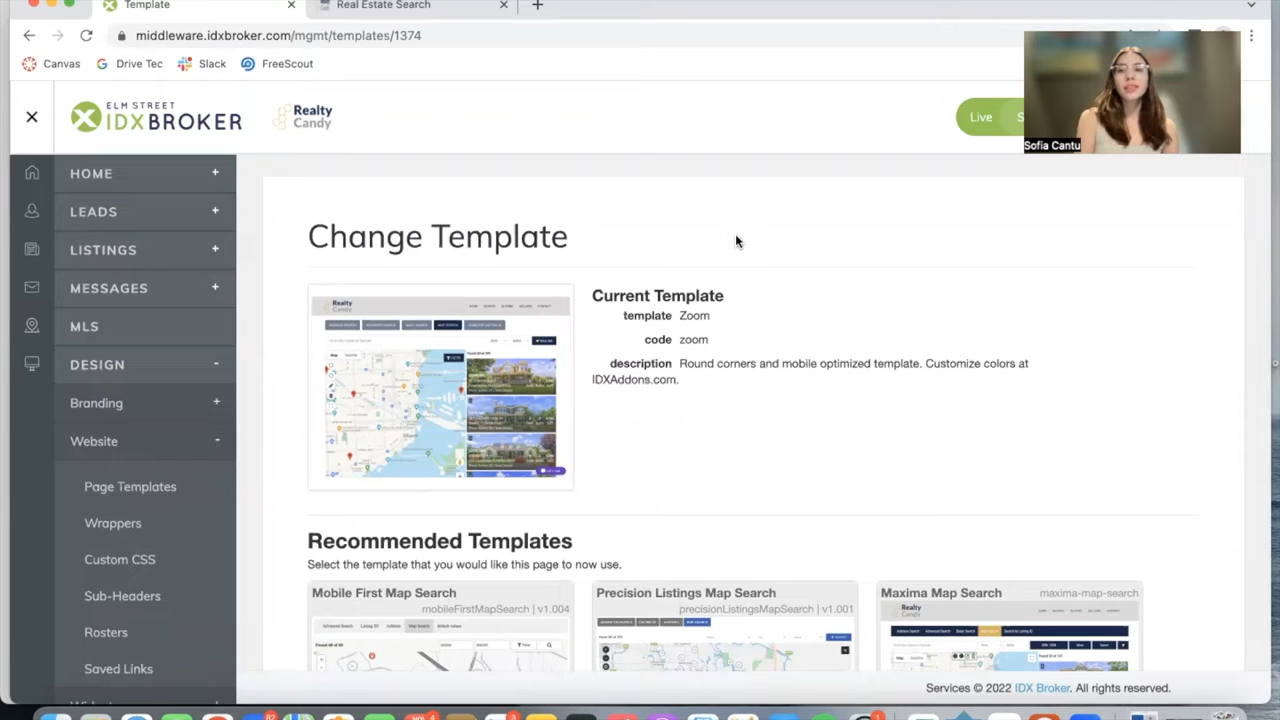 Template
Real Estate Search
middleware.idxbroker.com/mgmt/templates/1374
Canvas
Drive Tec
Slack
FreeScout
ELM STREET
IDXBROKER
Realty
Candy
Live
Sofia Cantu
HOME
LEADS
LISTINGS
MESSAGES
MLS
DESIGN
Branding
Website
Page Templates
Wrappers
Custom CSS
Sub-Headers
Rosters
Saved Links
Change Template
Realty
Candy
Current Template
template Zoom
code zoom
description Round corners and mobile optimized template. Customize colors at
IDXAddons.com.
Recommended Templates
Select the template that you would like this page to now use.
Mobile First Map Search
mobileFirstMapSearch | v1.004
Precision Listings Map Search
precisionListingsMapSearch | v1.001
Maxima Map Search
maxima-map-search
Realty
Candy
Services © 2022 IDX Broker. All rights reserved.